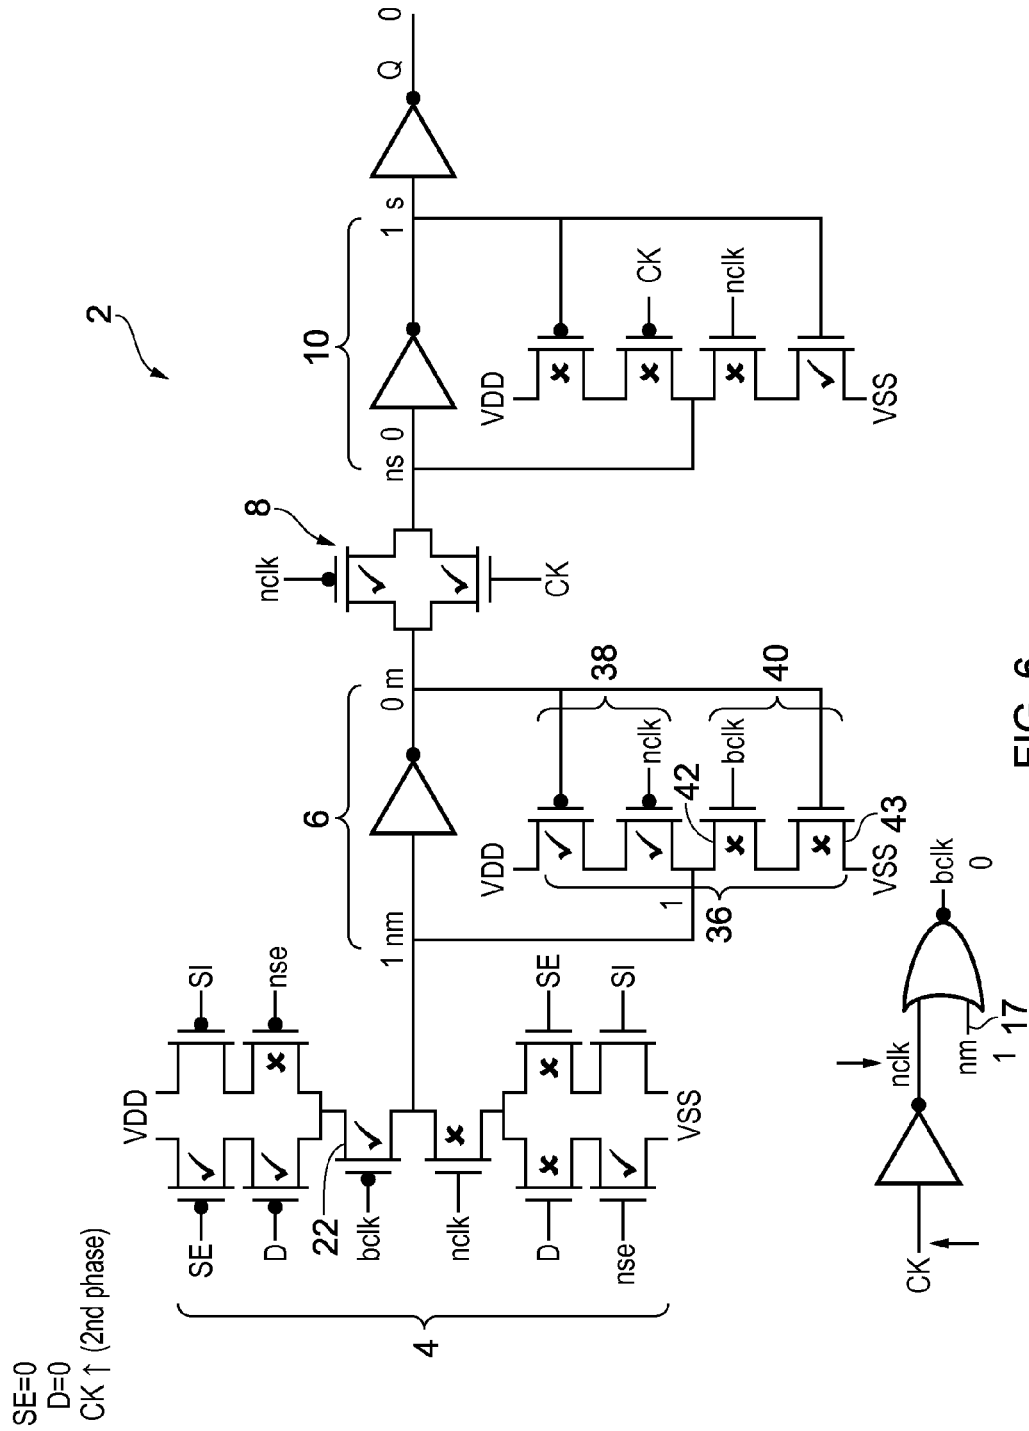 SE=0
D=0
CK ↑ (2nd phase)
2
VDD
SE
SI
D
nse
22
bclk
nclk
D
SE
nse
SI
VSS
4
6
1 nm
0 m
VDD
38
nclk
1
42
bclk
40
36
43
VSS
nclk
8
CK
10
ns 0
1 s
VDD
CK
nclk
VSS
Q
0
CK
nclk
nm
1
17
bclk
0
FIG. 6